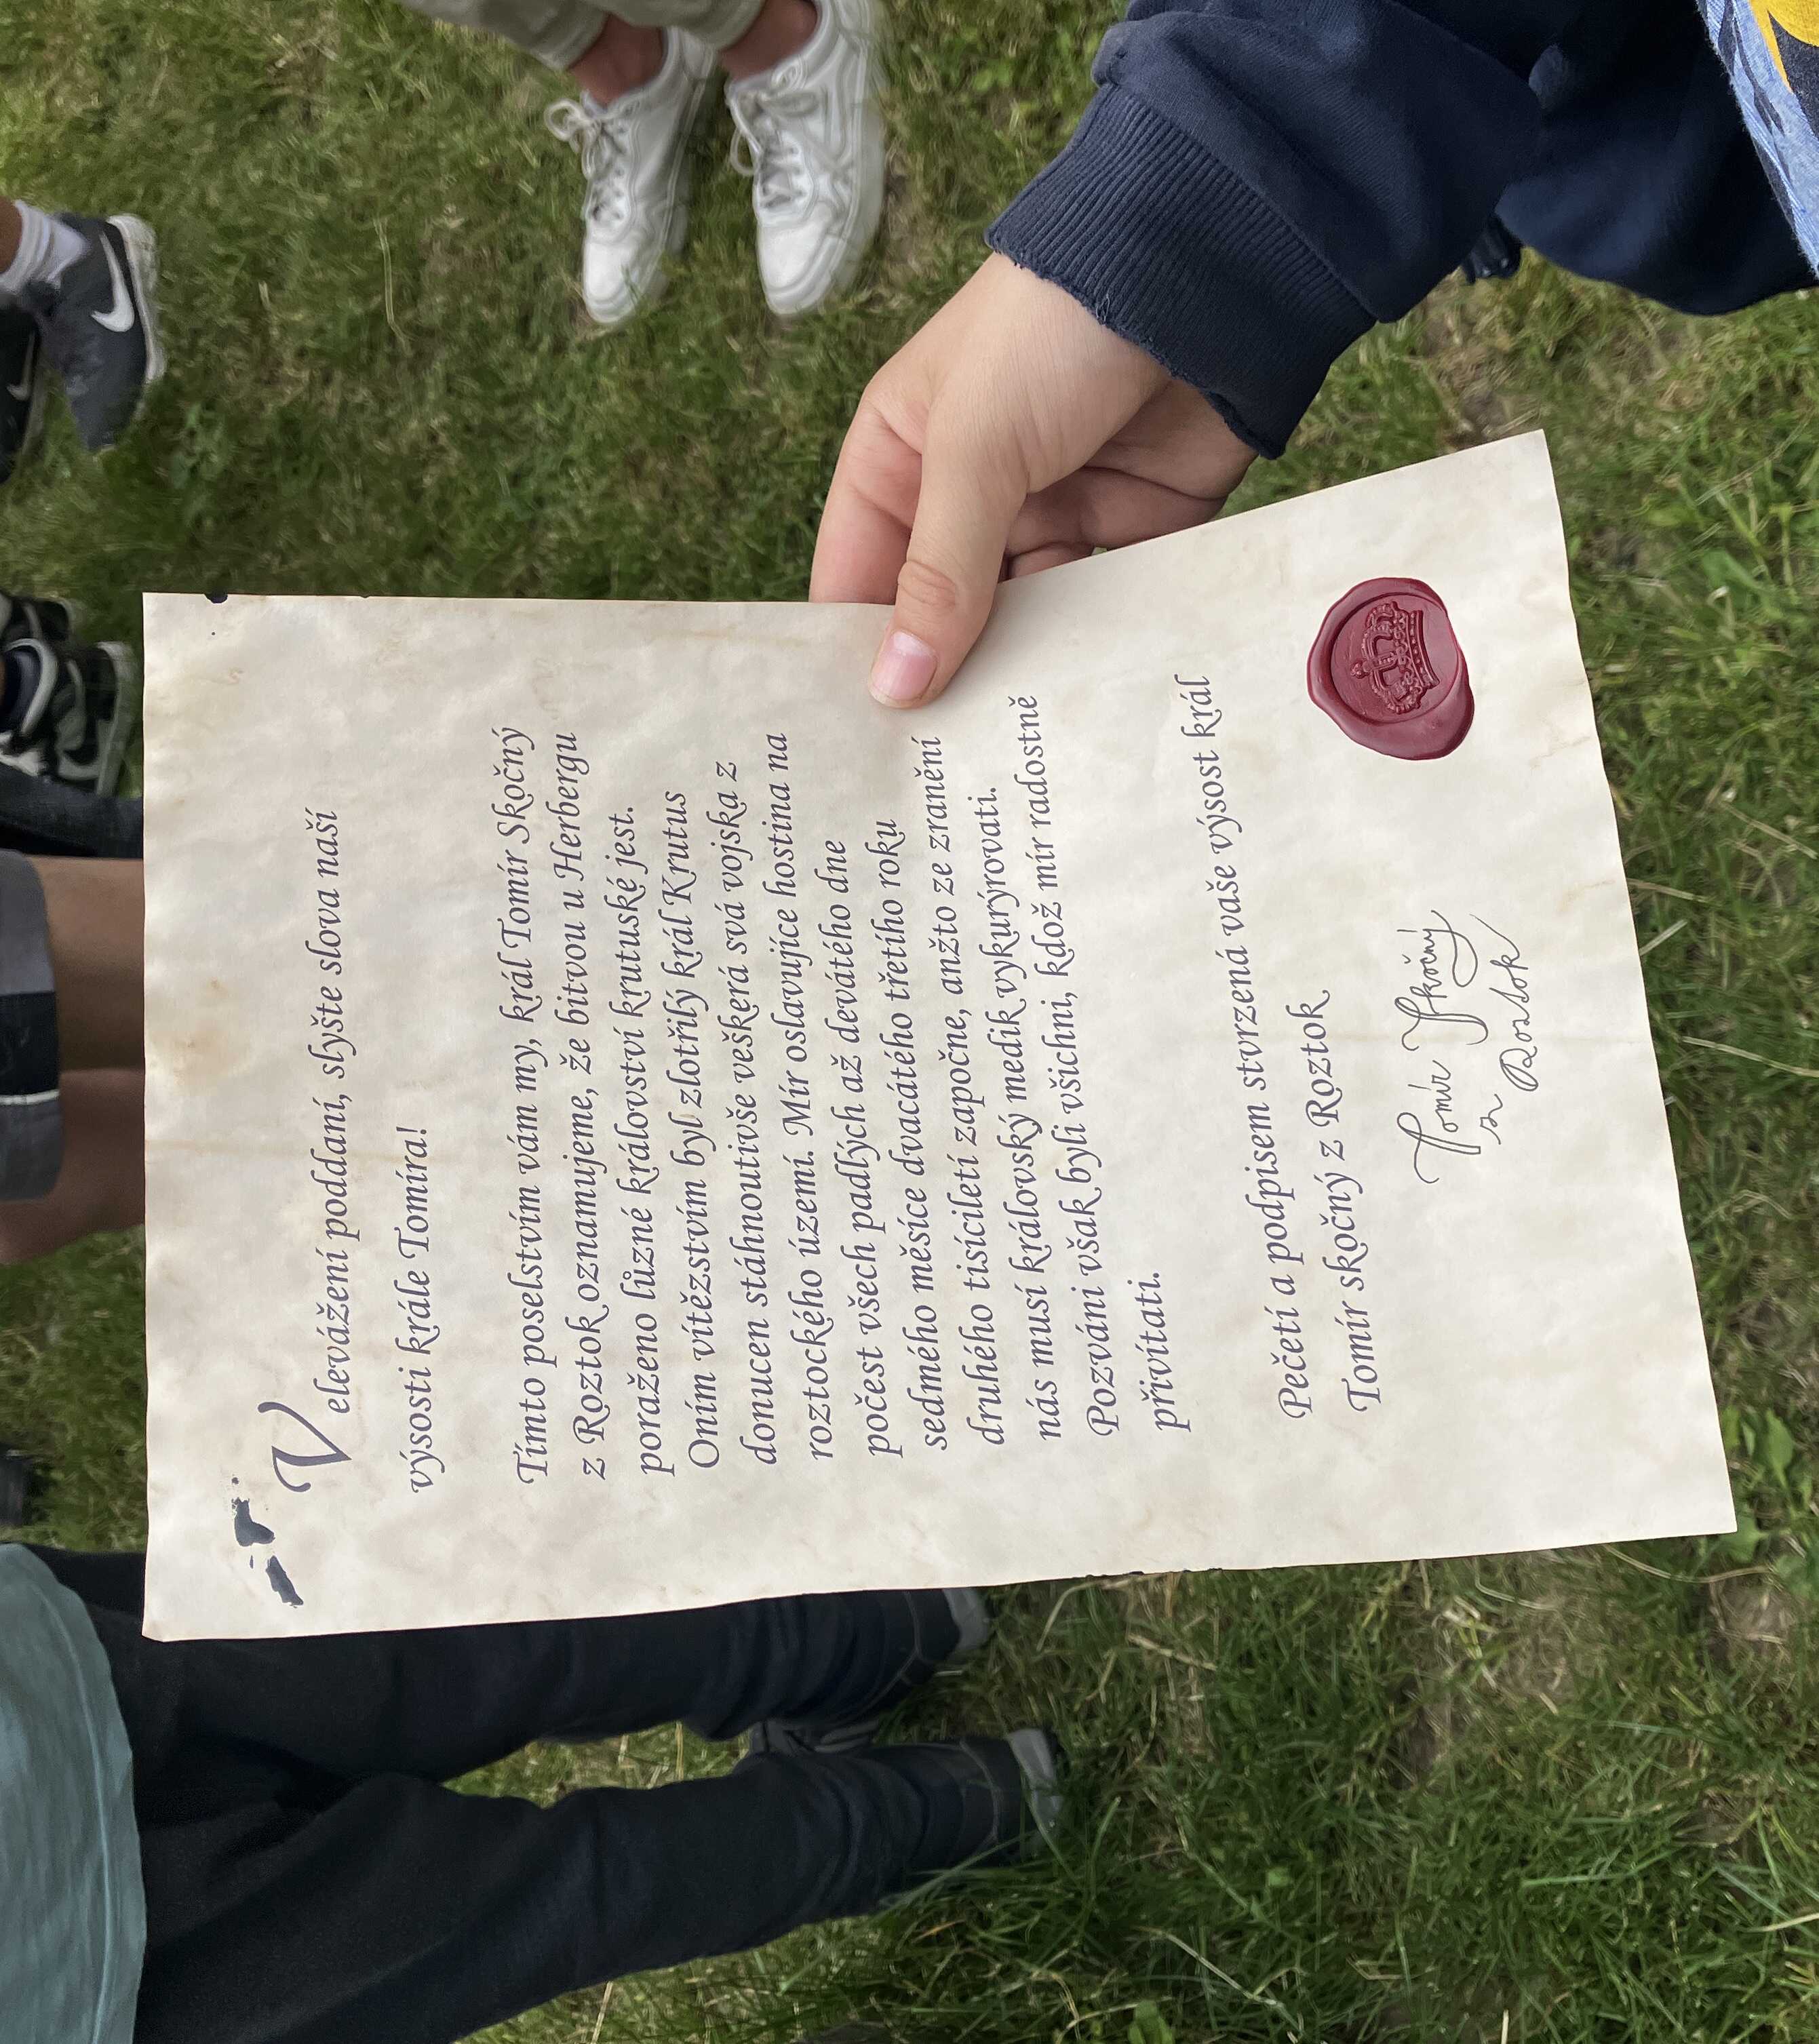 Velevážení poddaní, slyšte slova naší
výsosti krále Tomíra!
Tímto poselstvím vám my, král Tomír Skočný
z Roztok oznamujeme, že bitvou u Herbergu
poraženo lůzné království krutuské jest.
Oním vítězstvím byl zlotřilý král Krutus
donucen stáhnoutivše veškerá svá vojska z
roztockého území. Mír oslavujíce hostina na
počest všech padlých až devátého dne
sedmého měsíce dvacátého třetího roku
druhého tisíciletí započne, anžto ze zranění
nás musí královský medik vykurýrovati.
Pozváni však byli všichni, kdož mír radostně
přivítati.
Pečetí a podpisem stvrzená vaše výsost král
Tomír skočný z Roztok
Tomír Skočný
z
Roztok